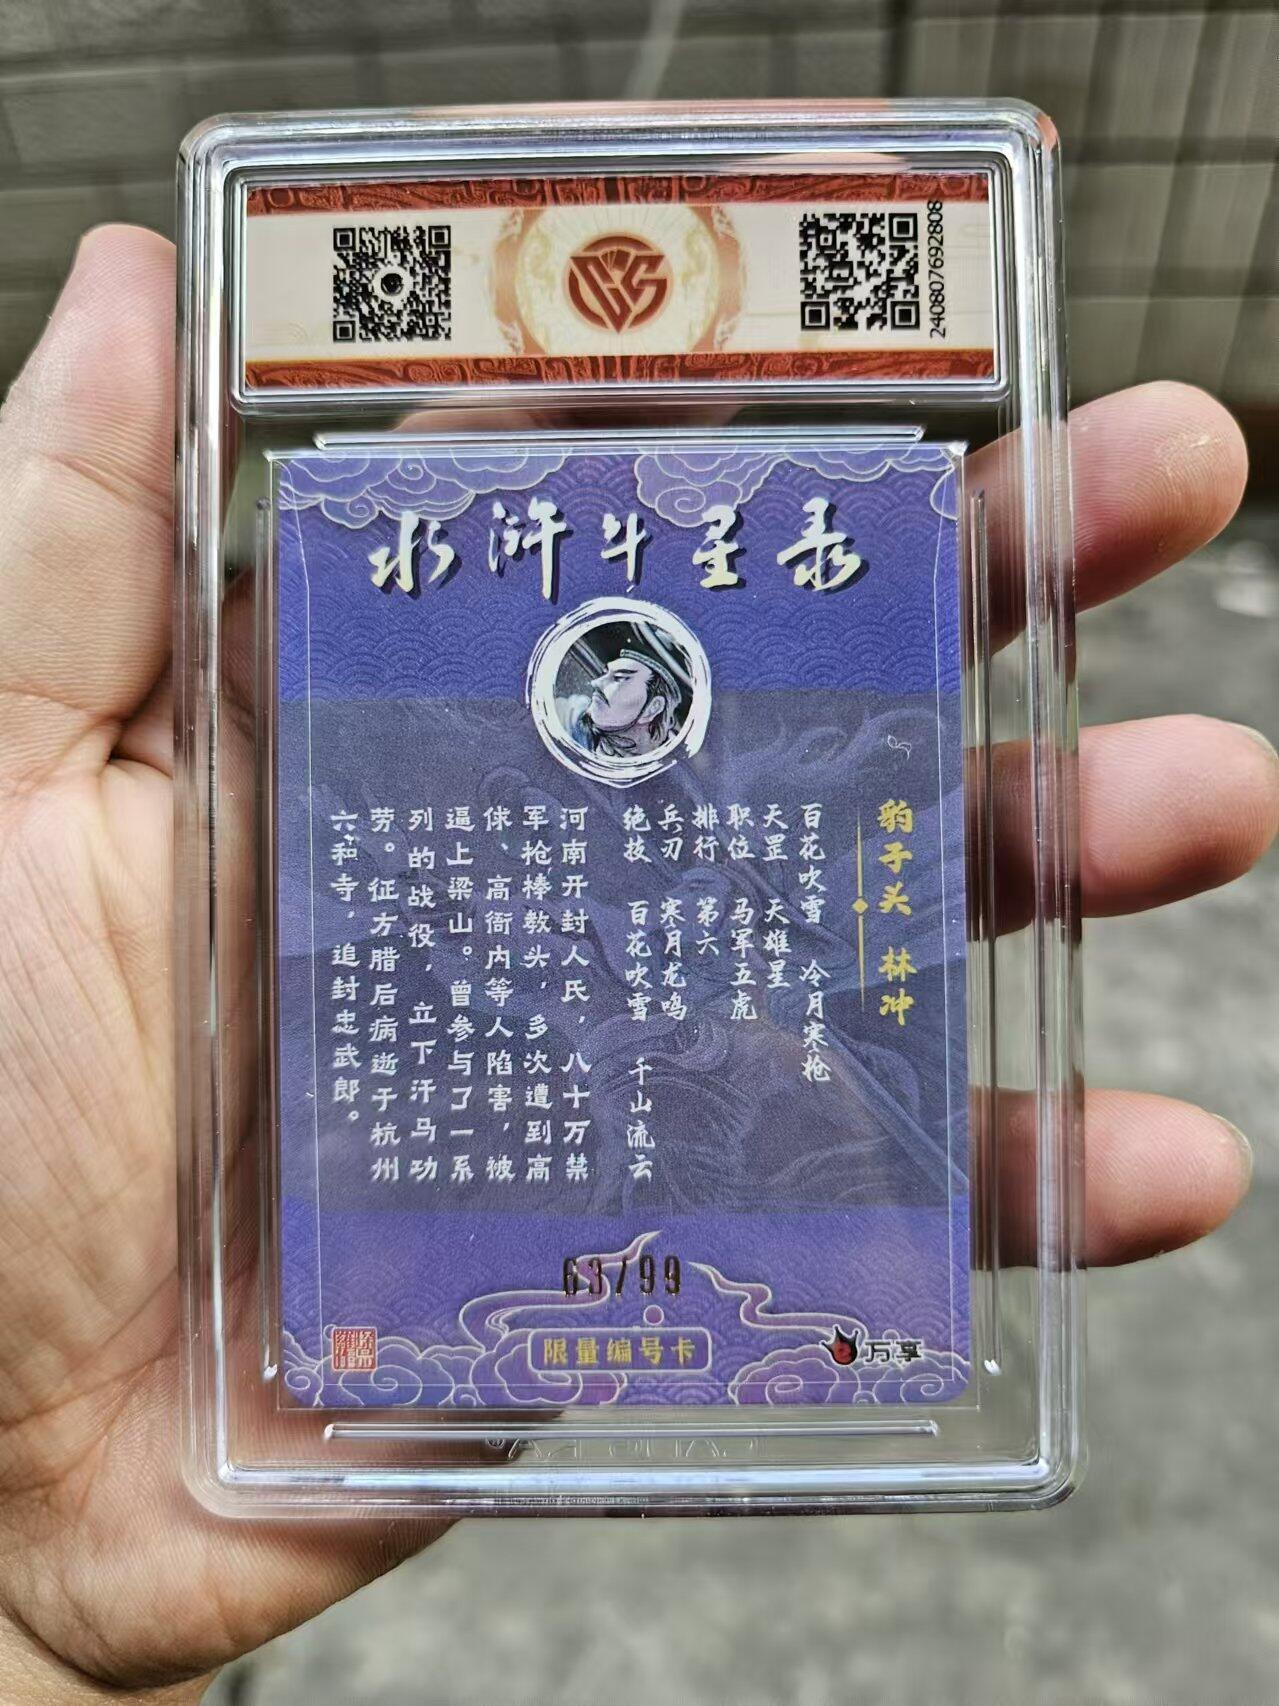 2408077692808
水浒斗星录
豹子头 林冲
百花吹雪 冷月寒枪
天罡 天雄星
职位 马军五虎
排行 第六
兵刃 寒月龙鸣
绝技 百花吹雪 千山流云
河南开封人氏，八十万禁
军枪棒教头，多次遭到高
俅、高衙内等人陷害，被
逼上梁山。曾参与了一系
列的战役，立下汗马功
劳。征方腊后病逝于杭州
六和寺，追封忠武郎。
63/99
限量编号卡
万享